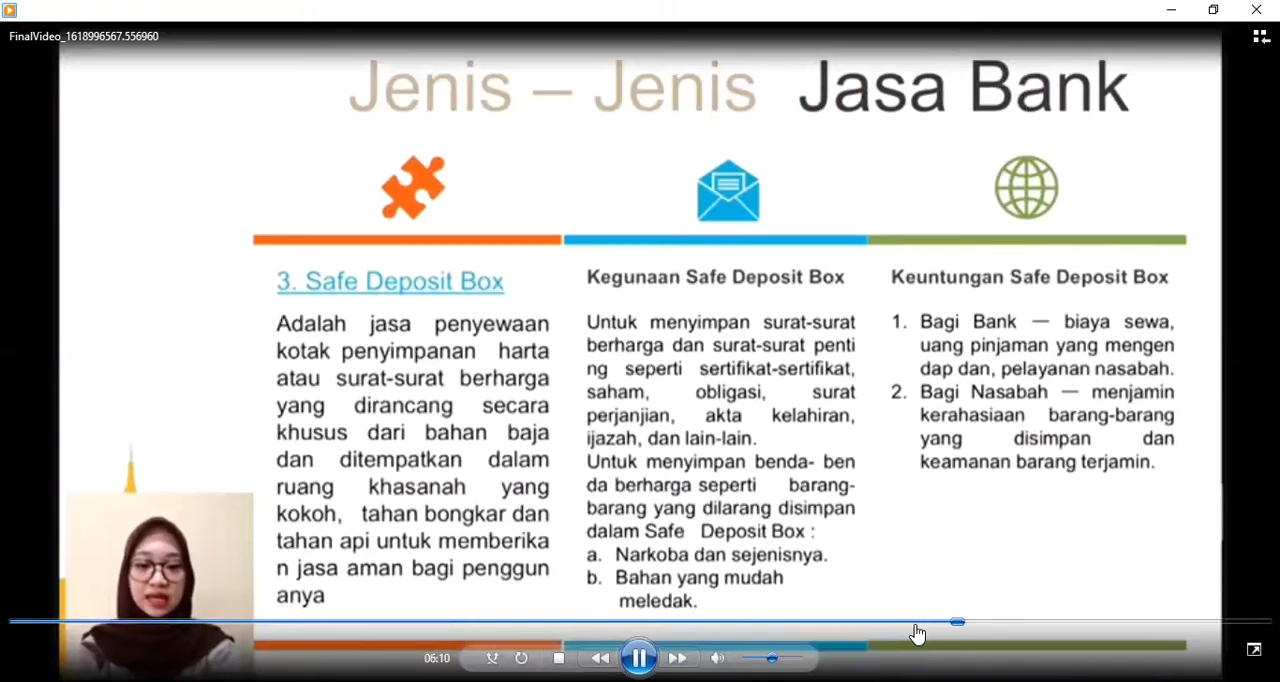 FinalVideo_1618996567.556960
Jenis – Jenis Jasa Bank
3. Safe Deposit Box
Adalah jasa penyewaan
kotak penyimpanan harta
atau surat-surat berharga
yang dirancang secara
khusus dari bahan baja
dan ditempatkan dalam
ruang khasanah yang
kokoh, tahan bongkar dan
tahan api untuk memberika
n jasa aman bagi penggun
anya
Kegunaan Safe Deposit Box
Untuk menyimpan surat-surat
berharga dan surat-surat penti
ng seperti sertifikat-sertifikat,
saham, obligasi, surat
perjanjian, akta kelahiran,
ijazah, dan lain-lain.
Untuk menyimpan benda- ben
da berharga seperti barang-
barang yang dilarang disimpan
dalam Safe Deposit Box :
a. Narkoba dan sejenisnya.
b. Bahan yang mudah
meledak.
Keuntungan Safe Deposit Box
1. Bagi Bank — biaya sewa,
uang pinjaman yang mengen
dap dan, pelayanan nasabah.
2. Bagi Nasabah — menjamin
kerahasiaan barang-barang
yang disimpan dan
keamanan barang terjamin.
06:10